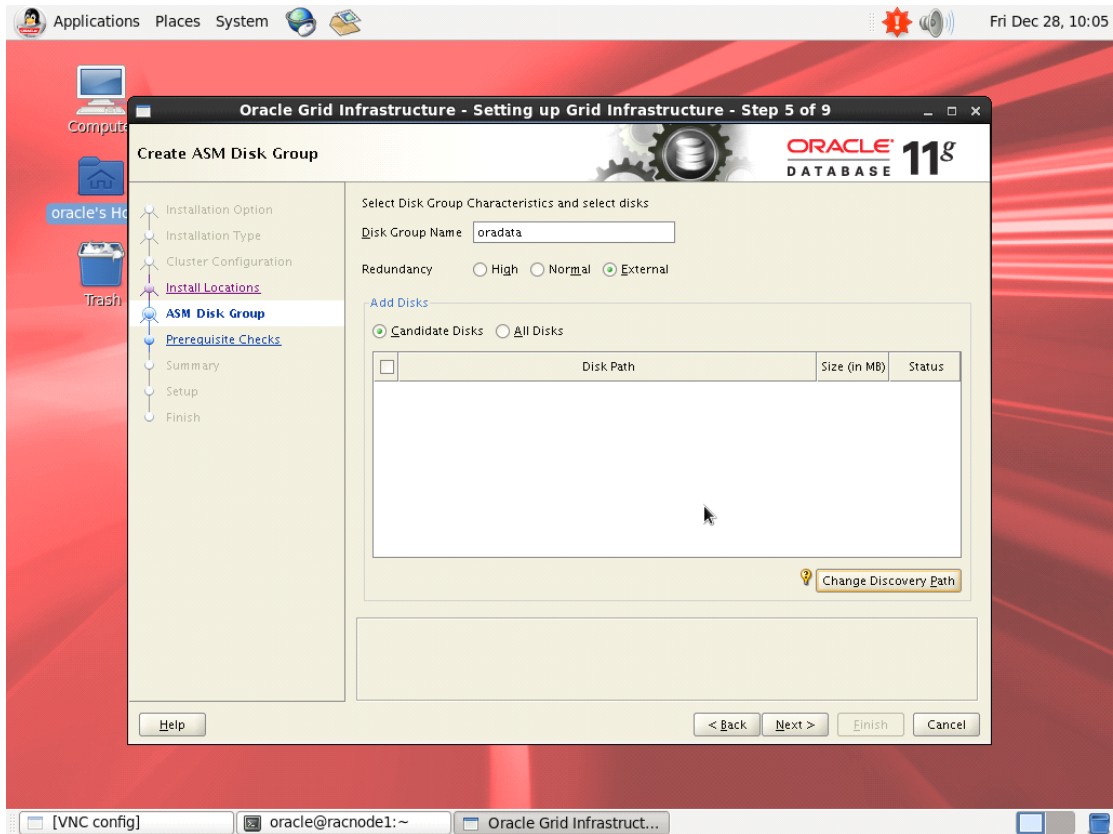 Applications Places System Fri Dec 28, 10:05
Oracle Grid Infrastructure - Setting up Grid Infrastructure - Step 5 of 9
Create ASM Disk Group
ORACLE 11g
DATABASE
oracle's
Trash
Installation Option
Installation Type
Cluster Configuration
Install Locations
ASM Disk Group
Prerequisite Checks
Summary
Setup
Finish
Select Disk Group Characteristics and select disks
Disk Group Name oradata
Redundancy High Normal External
Add Disks
Candidate Disks All Disks
Disk Path Size (in MB) Status
Change Discovery Path
Help < Back Next > Finish Cancel
[VNC config] oracle@racnode1:~ Oracle Grid Infrastruct...